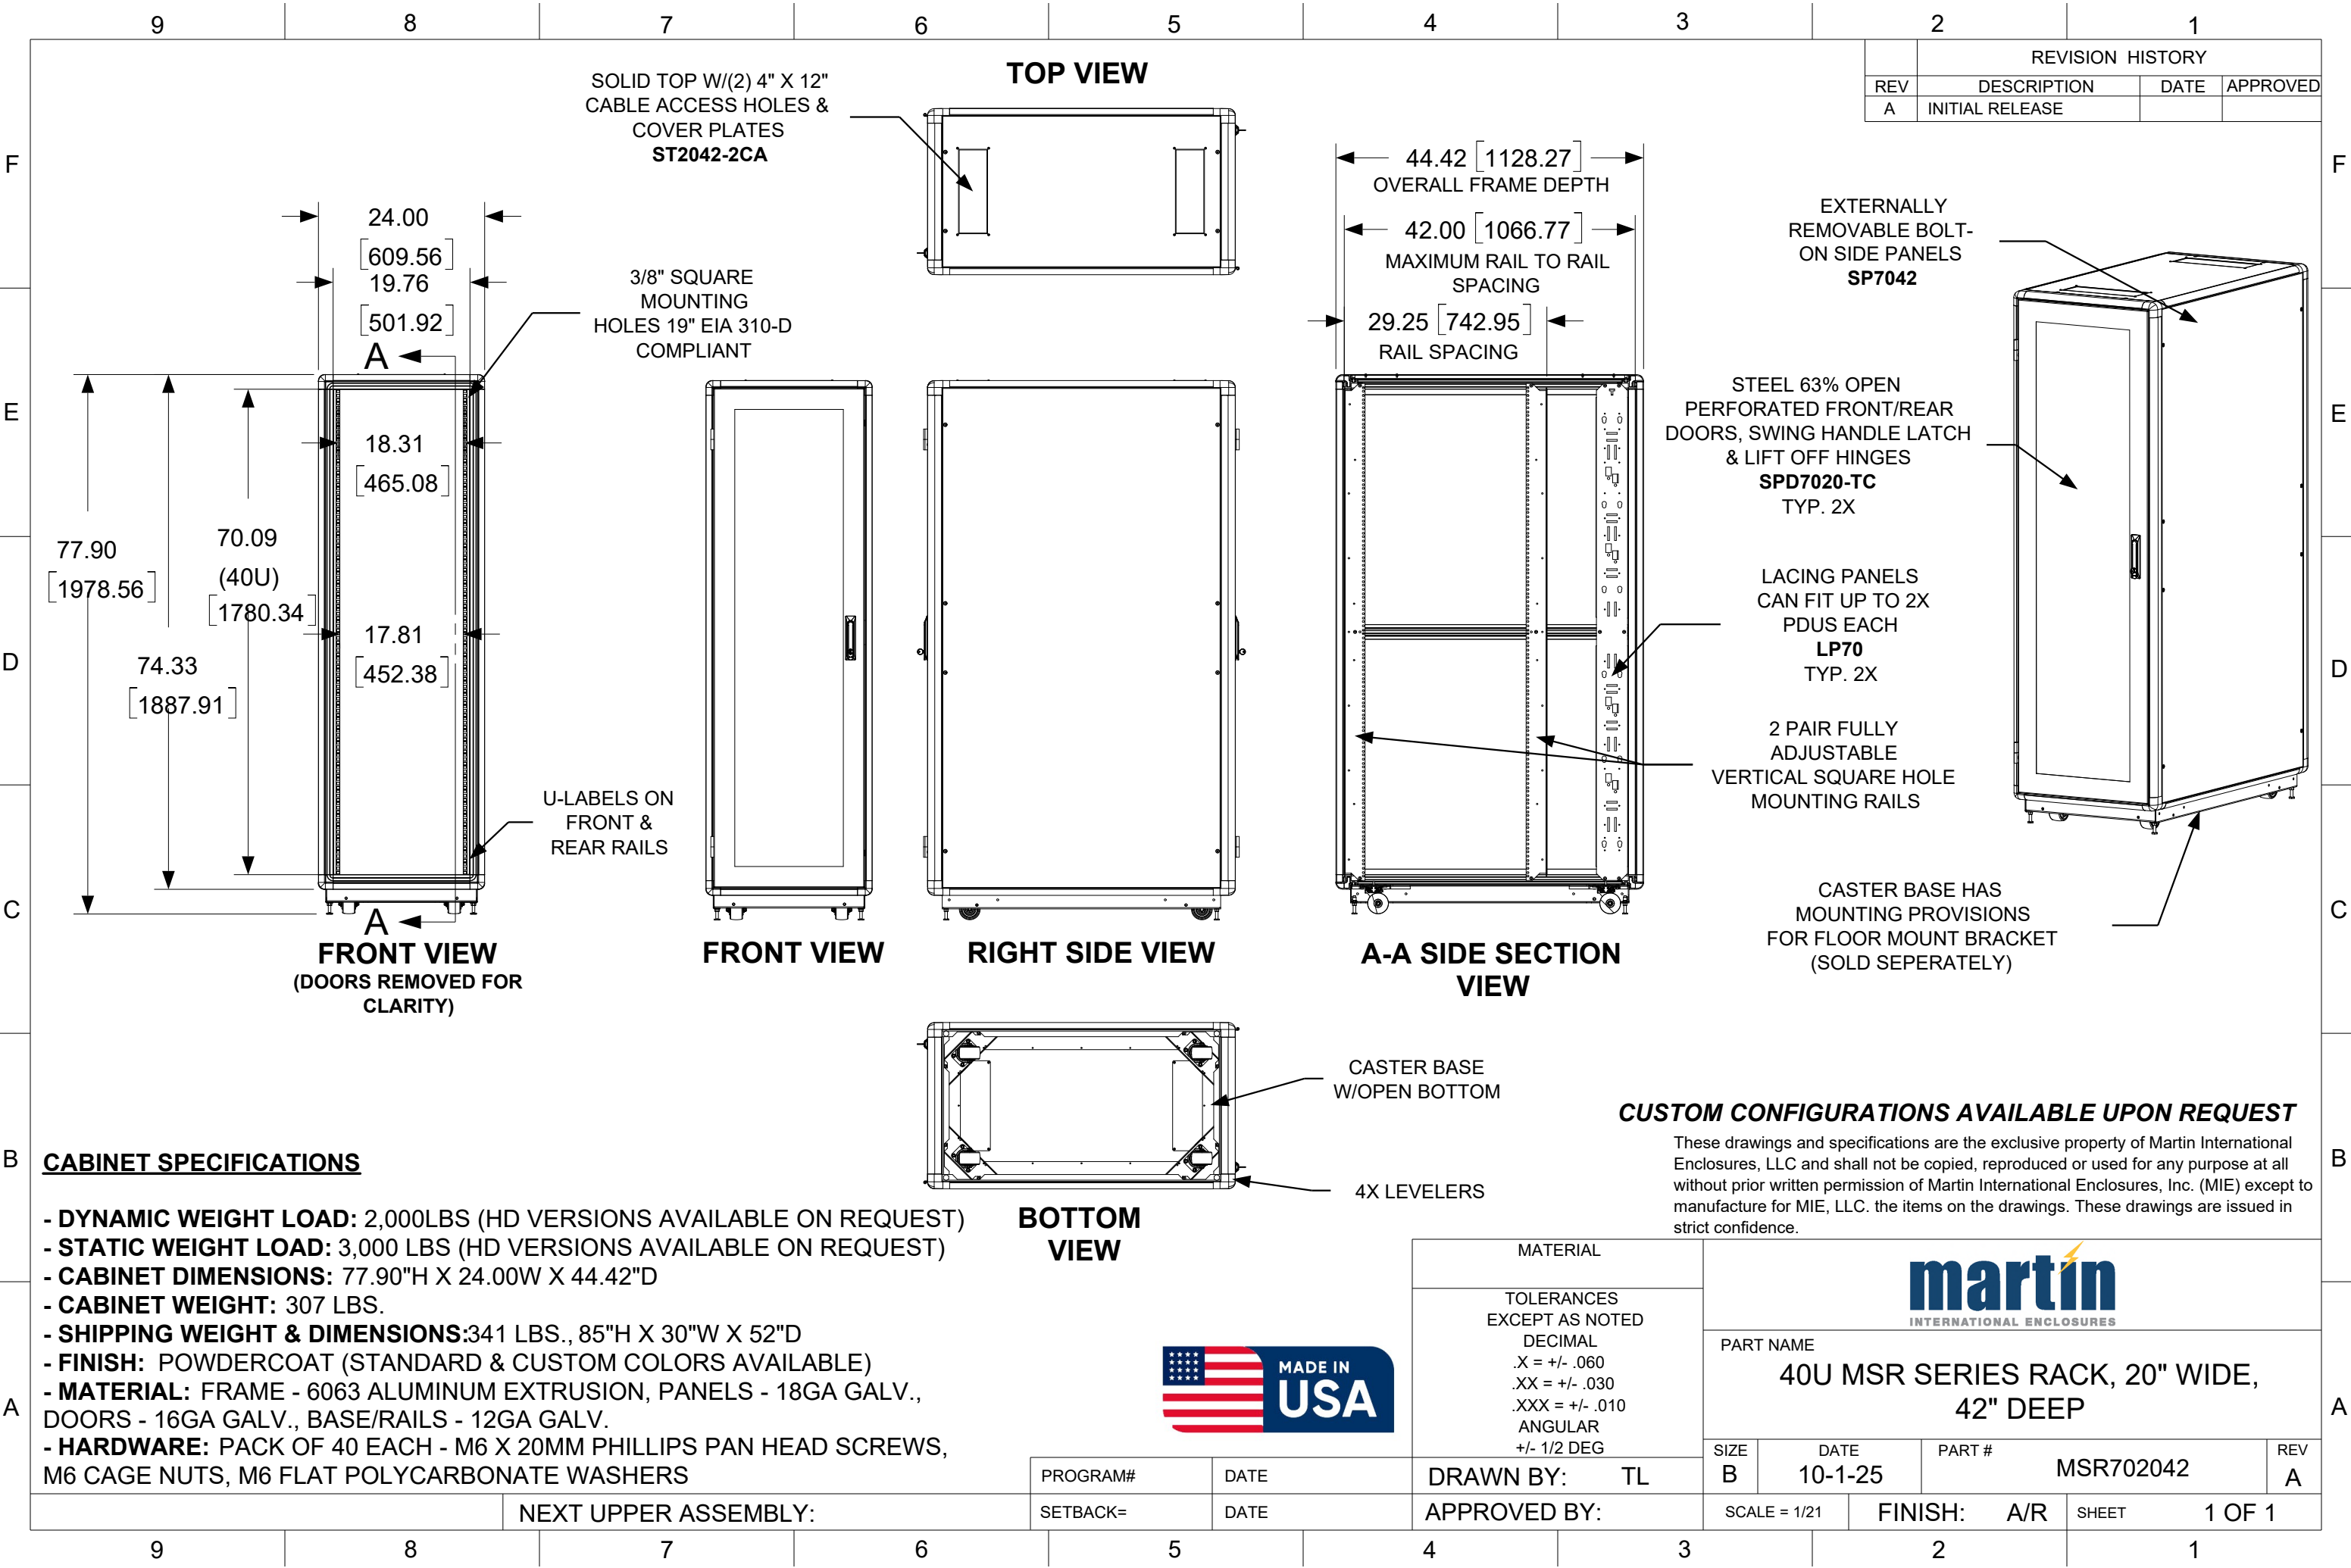 9 8 7 6 5 4 3 2 1
REVISION HISTORY
REV DESCRIPTION DATE APPROVED
A INITIAL RELEASE
F
F
E
E
D
D
C
C
B
B
A
A
TOP VIEW
SOLID TOP W/(2) 4" X 12"
CABLE ACCESS HOLES &
COVER PLATES
ST2042-2CA
24.00
[609.56]
19.76
[501.92]
A
3/8" SQUARE
MOUNTING
HOLES 19" EIA 310-D
COMPLIANT
18.31
[465.08]
77.90
[1978.56]
74.33
[1887.91]
70.09
(40U)
[1780.34]
17.81
[452.38]
U-LABELS ON
FRONT &
REAR RAILS
A
FRONT VIEW
(DOORS REMOVED FOR
CLARITY)
FRONT VIEW
RIGHT SIDE VIEW
44.42 [1128.27]
OVERALL FRAME DEPTH
42.00 [1066.77]
MAXIMUM RAIL TO RAIL
SPACING
29.25 [742.95]
RAIL SPACING
A-A SIDE SECTION
VIEW
EXTERNALLY
REMOVABLE BOLT-
ON SIDE PANELS
SP7042
STEEL 63% OPEN
PERFORATED FRONT/REAR
DOORS, SWING HANDLE LATCH
& LIFT OFF HINGES
SPD7020-TC
TYP. 2X
LACING PANELS
CAN FIT UP TO 2X
PDUS EACH
LP70
TYP. 2X
2 PAIR FULLY
ADJUSTABLE
VERTICAL SQUARE HOLE
MOUNTING RAILS
CASTER BASE HAS
MOUNTING PROVISIONS
FOR FLOOR MOUNT BRACKET
(SOLD SEPERATELY)
CASTER BASE
W/OPEN BOTTOM
4X LEVELERS
BOTTOM
VIEW
CABINET SPECIFICATIONS
- DYNAMIC WEIGHT LOAD: 2,000LBS (HD VERSIONS AVAILABLE ON REQUEST)
- STATIC WEIGHT LOAD: 3,000 LBS (HD VERSIONS AVAILABLE ON REQUEST)
- CABINET DIMENSIONS: 77.90"H X 24.00W X 44.42"D
- CABINET WEIGHT: 307 LBS.
- SHIPPING WEIGHT & DIMENSIONS:341 LBS., 85"H X 30"W X 52"D
- FINISH: POWDERCOAT (STANDARD & CUSTOM COLORS AVAILABLE)
- MATERIAL: FRAME - 6063 ALUMINUM EXTRUSION, PANELS - 18GA GALV.,
DOORS - 16GA GALV., BASE/RAILS - 12GA GALV.
- HARDWARE: PACK OF 40 EACH - M6 X 20MM PHILLIPS PAN HEAD SCREWS,
M6 CAGE NUTS, M6 FLAT POLYCARBONATE WASHERS
CUSTOM CONFIGURATIONS AVAILABLE UPON REQUEST
These drawings and specifications are the exclusive property of Martin International
Enclosures, LLC and shall not be copied, reproduced or used for any purpose at all
without prior written permission of Martin International Enclosures, Inc. (MIE) except to
manufacture for MIE, LLC. the items on the drawings. These drawings are issued in
strict confidence.
MADE IN
USA
MATERIAL
TOLERANCES
EXCEPT AS NOTED
DECIMAL
.X = +/- .060
.XX = +/- .030
.XXX = +/- .010
ANGULAR
+/- 1/2 DEG
martin
INTERNATIONAL ENCLOSURES
PART NAME
40U MSR SERIES RACK, 20" WIDE,
42" DEEP
SIZE
B
DATE
10-1-25
PART #
MSR702042
REV
A
PROGRAM# DATE
DRAWN BY: TL
NEXT UPPER ASSEMBLY:
SETBACK= DATE
APPROVED BY:
SCALE = 1/21
FINISH: A/R
SHEET 1 OF 1
9 8 7 6 5 4 3 2 1